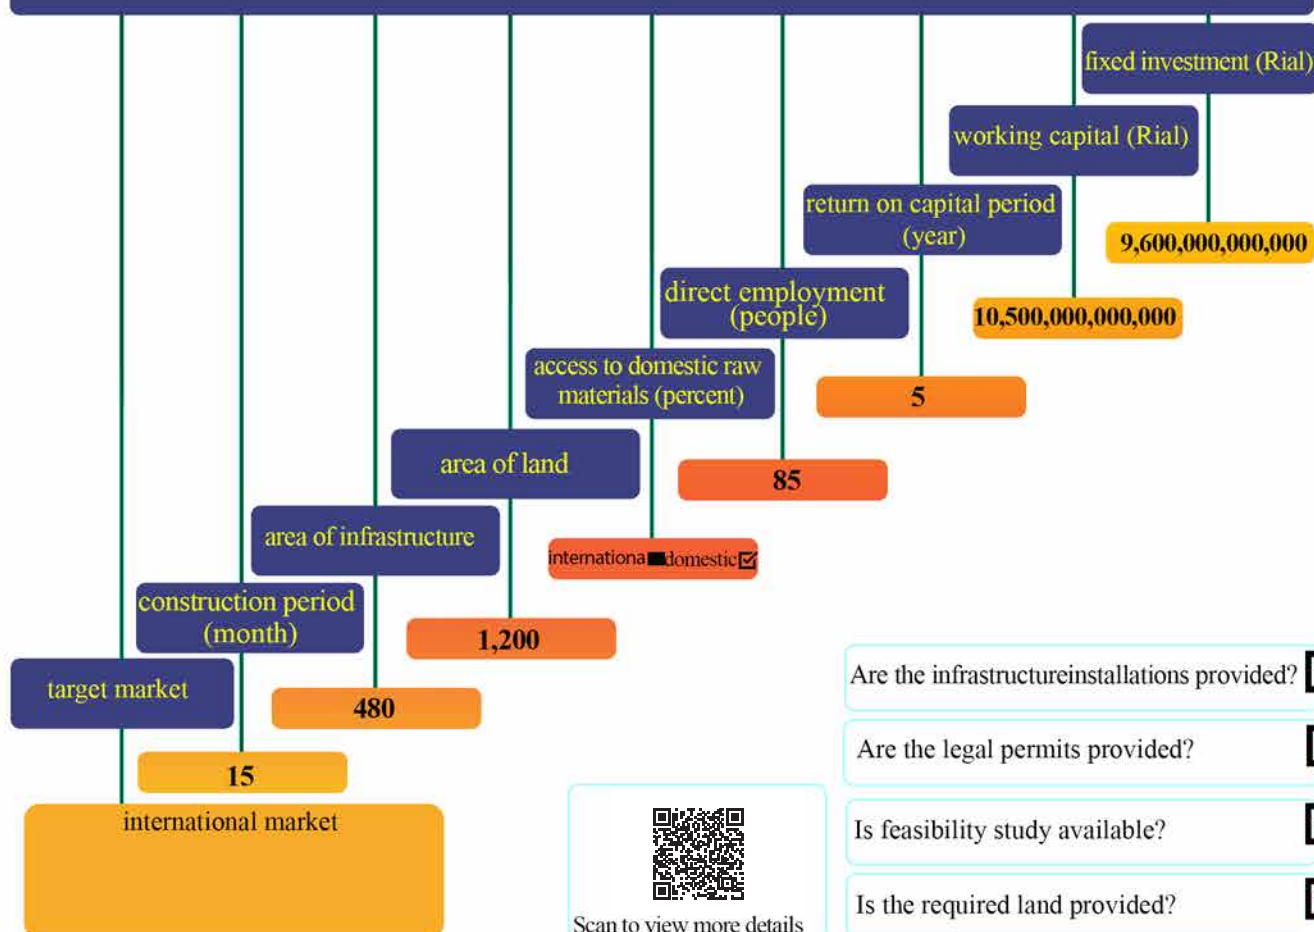 fixed investment (Rial)
9,600,000,000,000
working capital (Rial)
10,500,000,000,000
return on capital period
(year)
5
direct employment
(people)
85
access to domestic raw
materials (percent)
internationa domestic
area of land
1,200
area of infrastructure
480
construction period
(month)
15
target market
international market
Are the infrastructureinstallations provided?
Are the legal permits provided?
Is feasibility study available?
Is the required land provided?
Scan to view more details